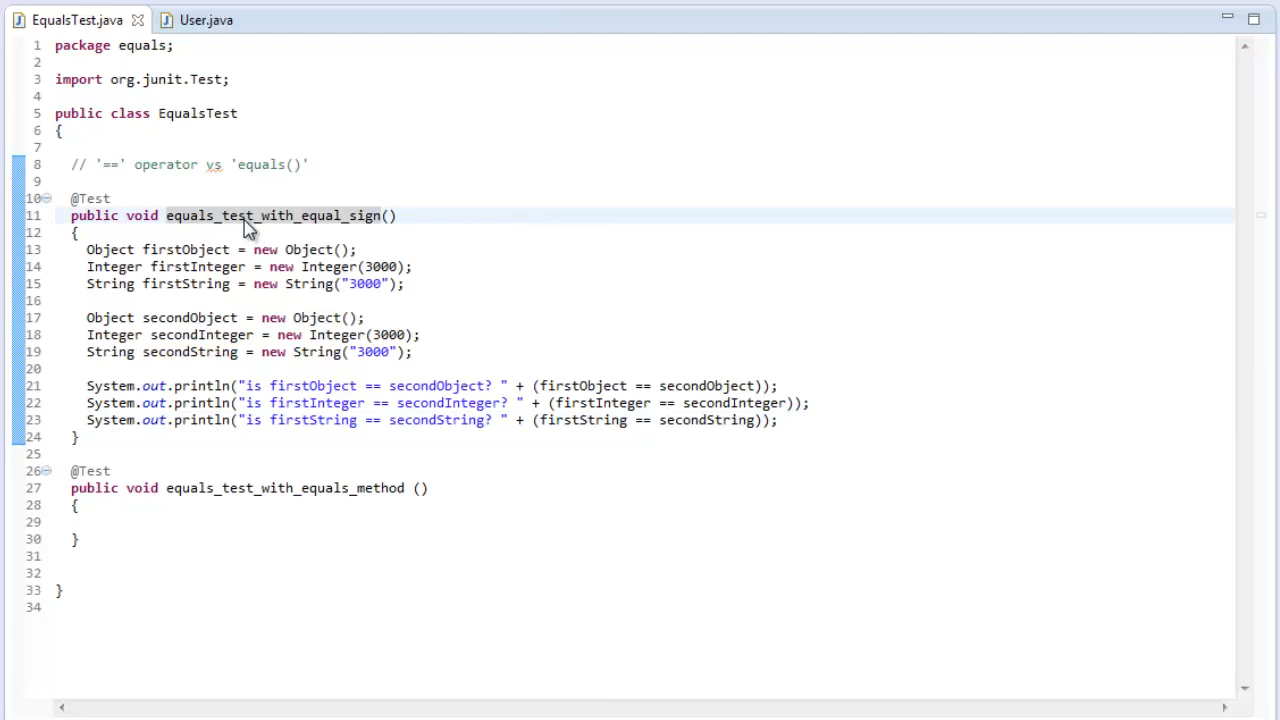 EqualsTest.java User.java
1 package equals;
2
3 import org.junit.Test;
4
5 public class EqualsTest
6 {
7
8 // '==' operator vs 'equals()'
9
10 @Test
11 public void equals_test_with_equal_sign()
12 {
13 Object firstObject = new Object();
14 Integer firstInteger = new Integer(3000);
15 String firstString = new String("3000");
16
17 Object secondObject = new Object();
18 Integer secondInteger = new Integer(3000);
19 String secondString = new String("3000");
20
21 System.out.println("is firstObject == secondObject? " + (firstObject == secondObject));
22 System.out.println("is firstInteger == secondInteger? " + (firstInteger == secondInteger));
23 System.out.println("is firstString == secondString? " + (firstString == secondString));
24 }
25
26 @Test
27 public void equals_test_with_equals_method ()
28 {
29
30 }
31
32
33 }
34